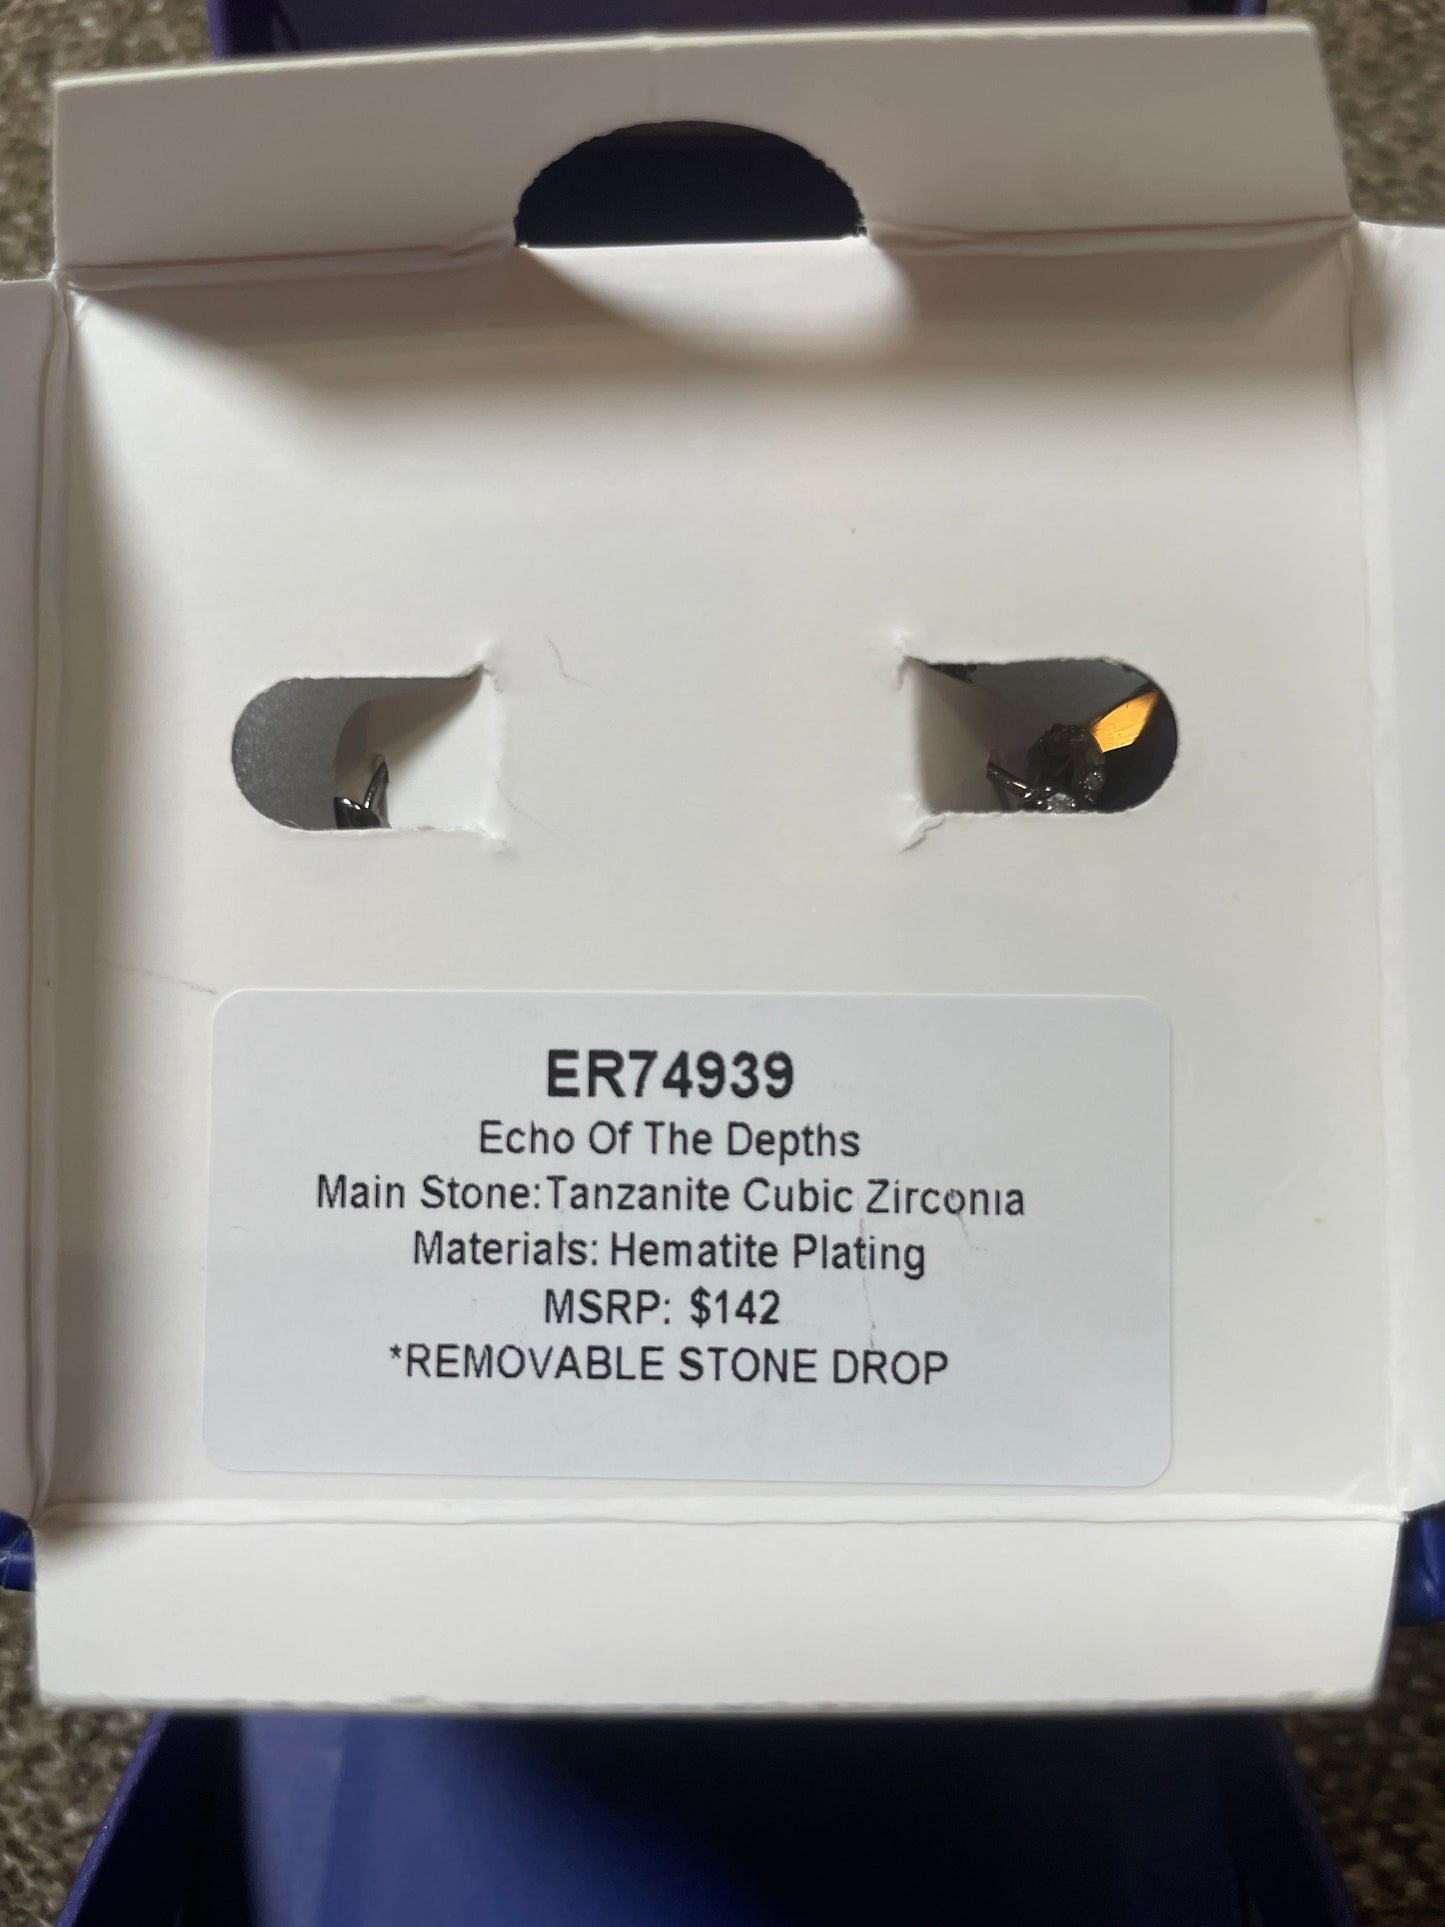 ER74939
Echo Of The Depths
Main Stone:Tanzanite Cubic Zirconia
Materials: Hematite Plating
MSRP: $142
*REMOVABLE STONE DROP